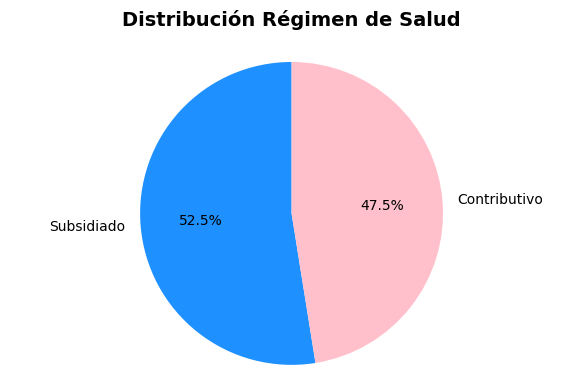 Distribución Régimen de Salud
47.5%
Contributivo
52.5%
Subsidiado